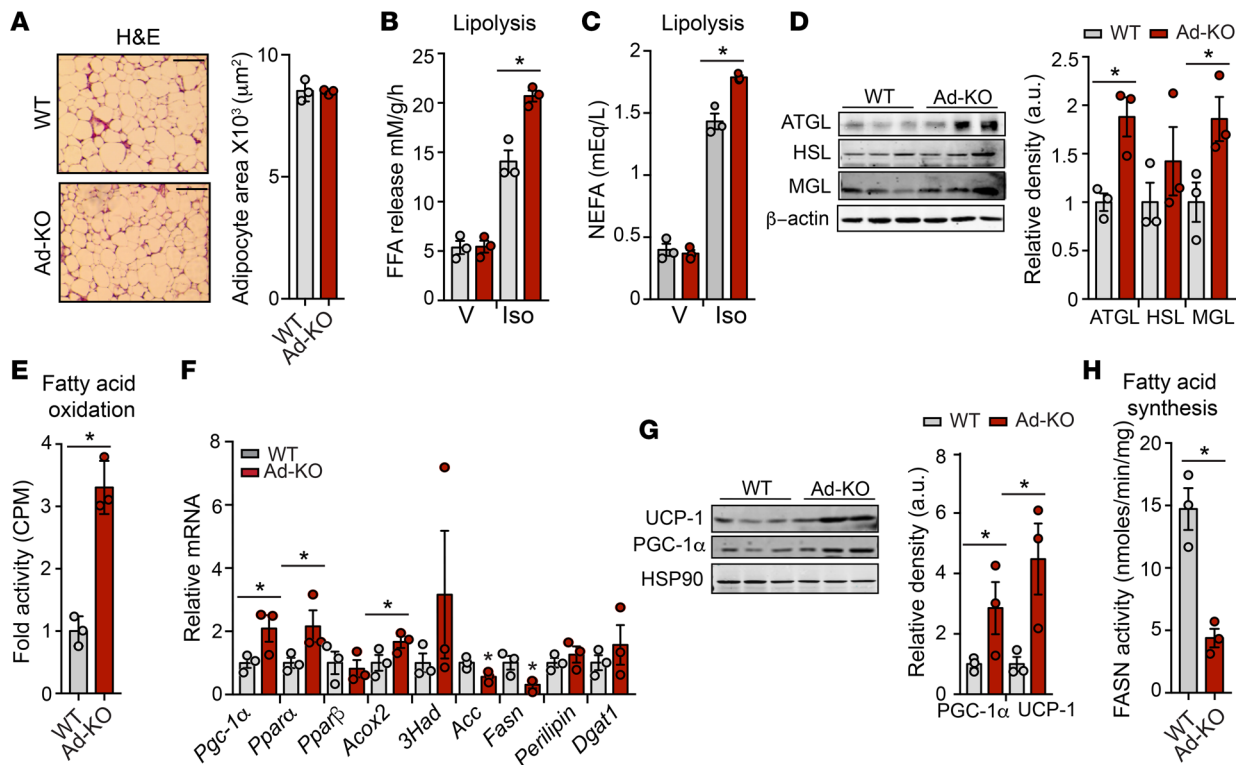 A
H&E
WT
Ad-KO
Adipocyte area X10³ (μm²)
10
5
0
WT
Ad-KO
B
Lipolysis
FFA release mM/g/h
25
20
15
10
5
0
*
V
Iso
C
Lipolysis
NEFA (mEq/L)
2
1.6
1
0.4
0
*
V
Iso
D
WT
Ad-KO
ATGL
HSL
MGL
β–actin
WT
Ad-KO
Relative density (a.u.)
2.5
2.0
1.5
1.0
0.5
0
*
*
ATGL
HSL
MGL
E
Fatty acid
oxidation
Fold activity (CPM)
4
3
2
1
0
*
WT
Ad-KO
F
WT
Ad-KO
Relative mRNA
8
6
4
2
0
*
*
*
*
*
Pgc-1α
Pparα
Pparβ
Acox2
3Had
Acc
Fasn
Perilipin
Dgat1
G
WT
Ad-KO
UCP-1
PGC-1α
HSP90
WT
Ad-KO
Relative density (a.u.)
8
6
4
2
0
*
*
PGC-1α
UCP-1
H
Fatty acid
synthesis
FASN activity (nmoles/min/mg)
20
15
10
5
0
*
WT
Ad-KO